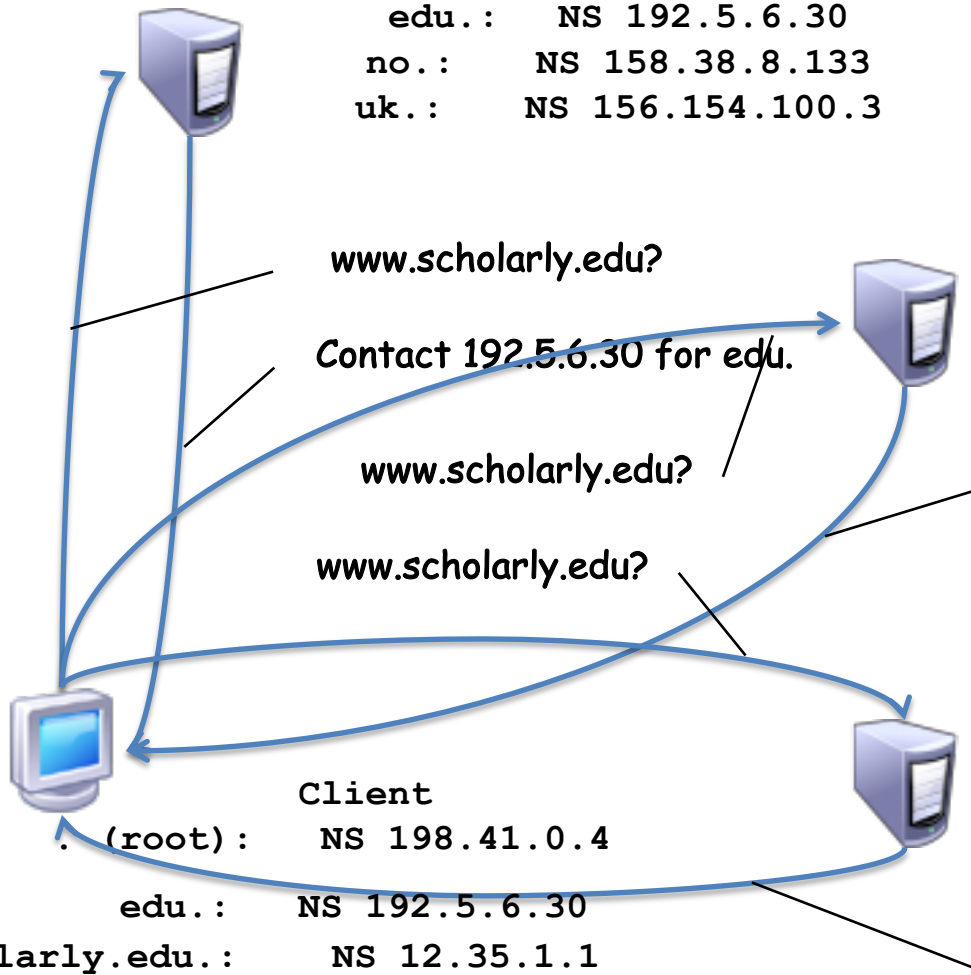 edu.: NS 192.5.6.30
no.: NS 158.38.8.133
uk.: NS 156.154.100.3
www.scholarly.edu?
Contact 192.5.6.30 for edu.
www.scholarly.edu?
www.scholarly.edu?
Client
. (root): NS 198.41.0.4
edu.: NS 192.5.6.30
larly.edu.: NS 12.35.1.1